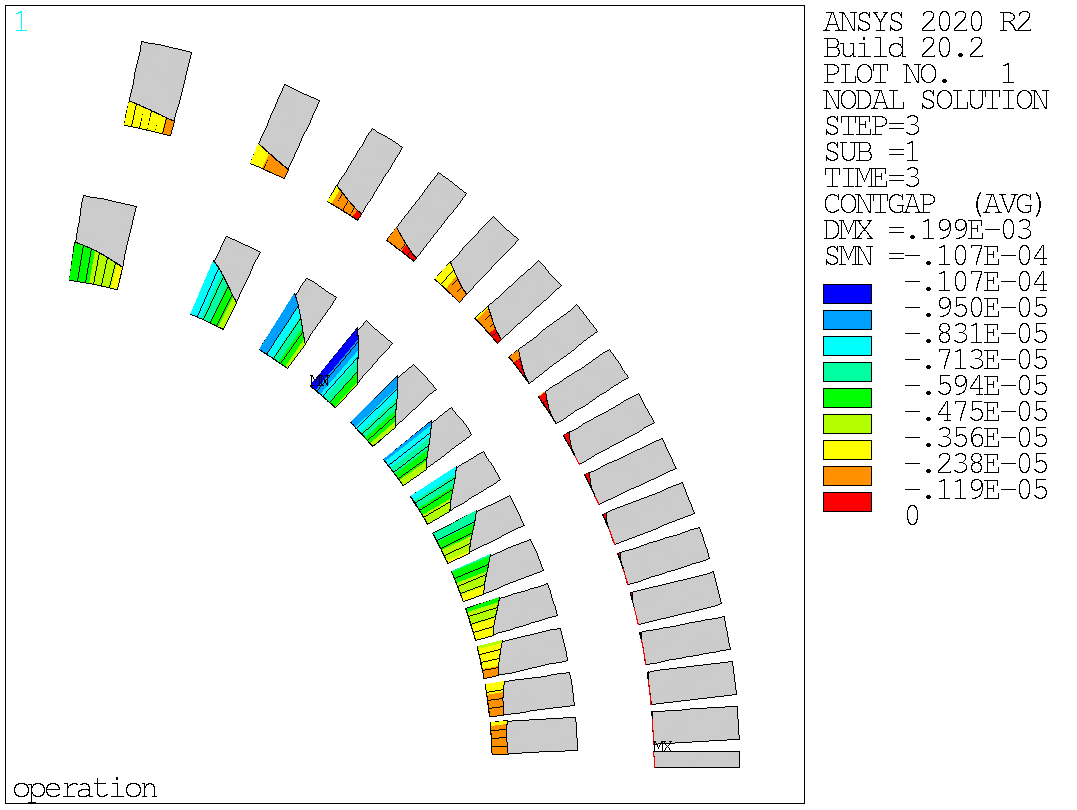 1
ANSYS 2020 R2
Build 20.2
PLOT NO.   1
NODAL SOLUTION
STEP=3
SUB =1
TIME=3
CONTGAP  (AVG)
DMX =.199E-03
SMN =-.107E-04
-.107E-04
-.950E-05
-.831E-05
-.713E-05
-.594E-05
-.475E-05
-.356E-05
-.238E-05
-.119E-05
0
MX
operation